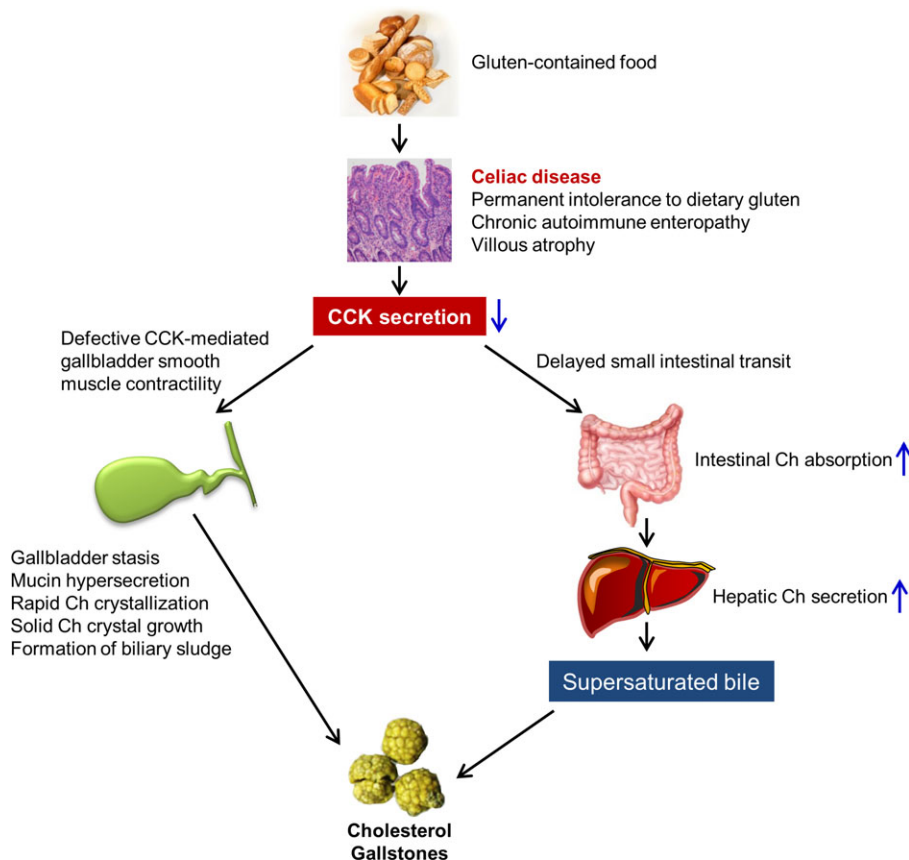 Gluten-contained food
Celiac disease
Permanent intolerance to dietary gluten
Chronic autoimmune enteropathy
Villous atrophy
CCK secretion
Defective CCK-mediated
gallbladder smooth
muscle contractility
Delayed small intestinal transit
Intestinal Ch absorption
Gallbladder stasis
Mucin hypersecretion
Rapid Ch crystallization
Solid Ch crystal growth
Formation of biliary sludge
Hepatic Ch secretion
Supersaturated bile
Cholesterol
Gallstones